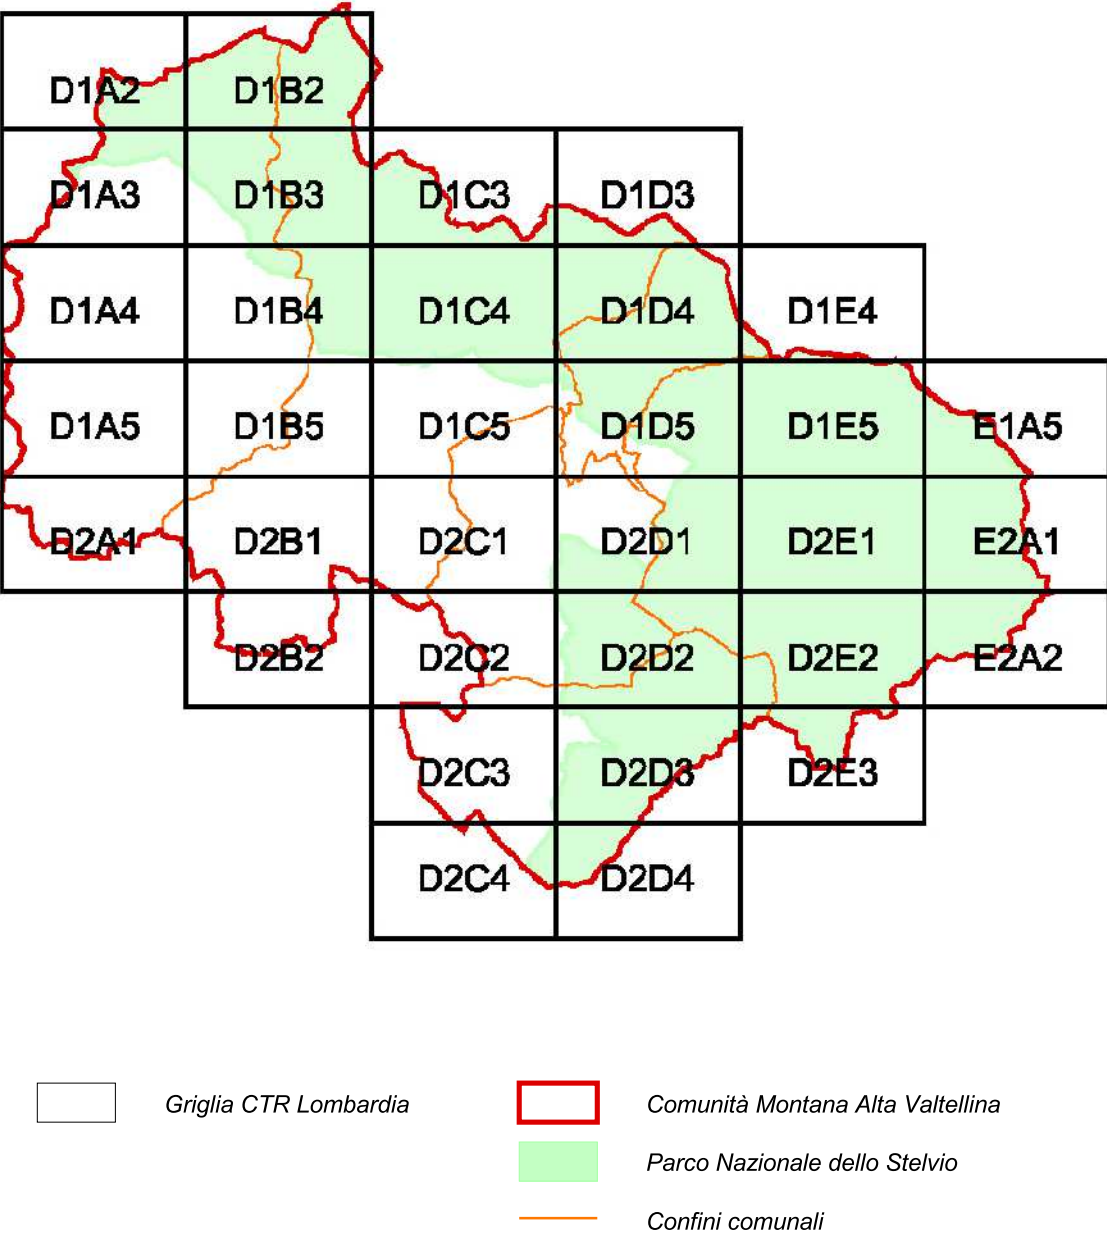 D1A2 D1B2
D1A3 D1B3 D1C3 D1D3
D1A4 D1B4 D1C4 D1D4 D1E4
D1A5 D1B5 D1C5 D1D5 D1E5 E1A5
D2A1 D2B1 D2C1 D2D1 D2E1 E2A1
D2B2 D2C2 D2D2 D2E2 E2A2
D2C3 D2D3 D2E3
D2C4 D2D4
Griglia CTR Lombardia
Comunità Montana Alta Valtellina
Parco Nazionale dello Stelvio
Confini comunali